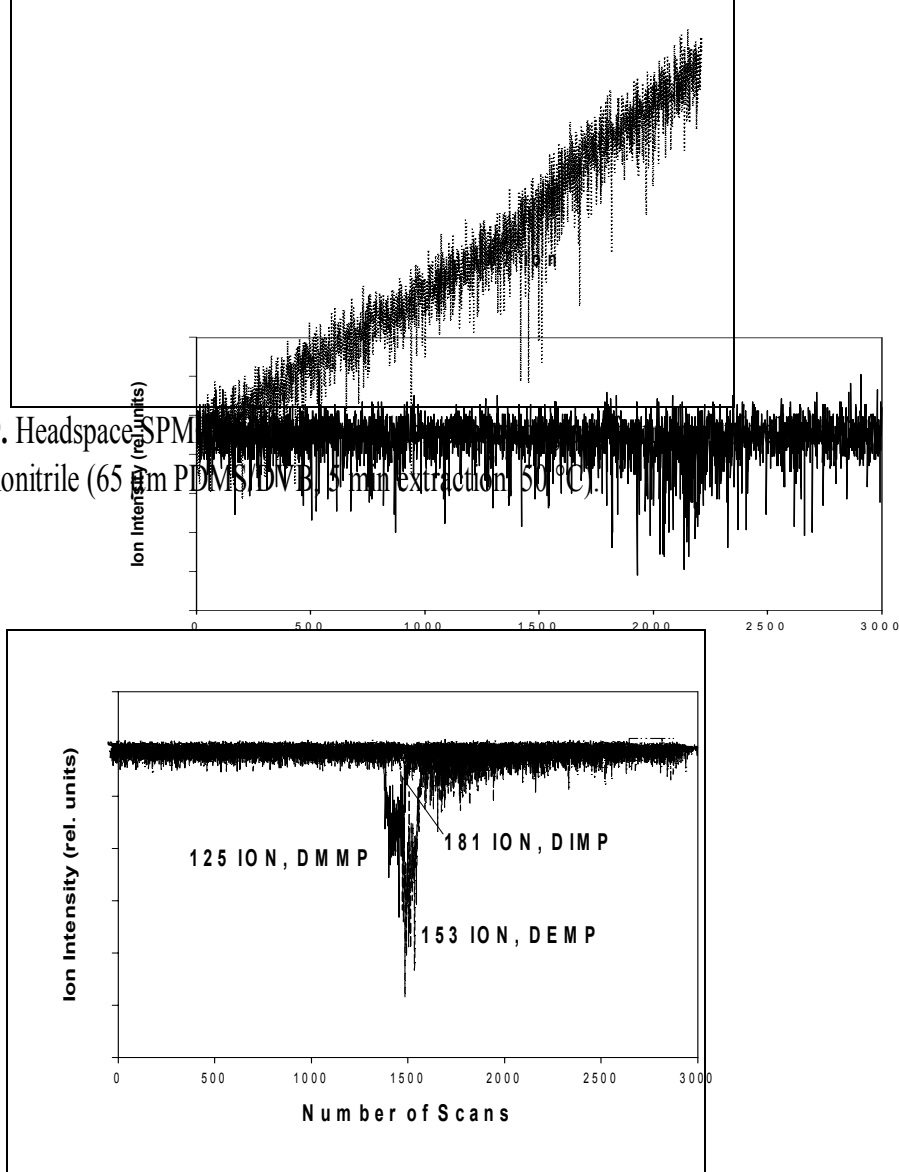 on
Ion Intensity (rel. units)
. Headspace SPM
onitrile (65 m PDMS/DVB, 5 min extraction, 50 °C).
0 500 1000 1500 2000 2500 3000
Ion Intensity (rel. units)
181 ION, DIMP
125 ION, DMMP
153 ION, DEMP
0 500 1000 1500 2000 2500 3000
Number of Scans